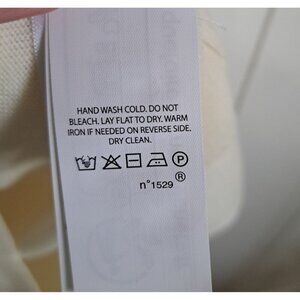 HAND WASH COLD. DO NOT
BLEACH. LAY FLAT TO DRY. WARM
IRON IF NEEDED ON REVERSE SIDE.
DRY CLEAN.
P
®
n°1529